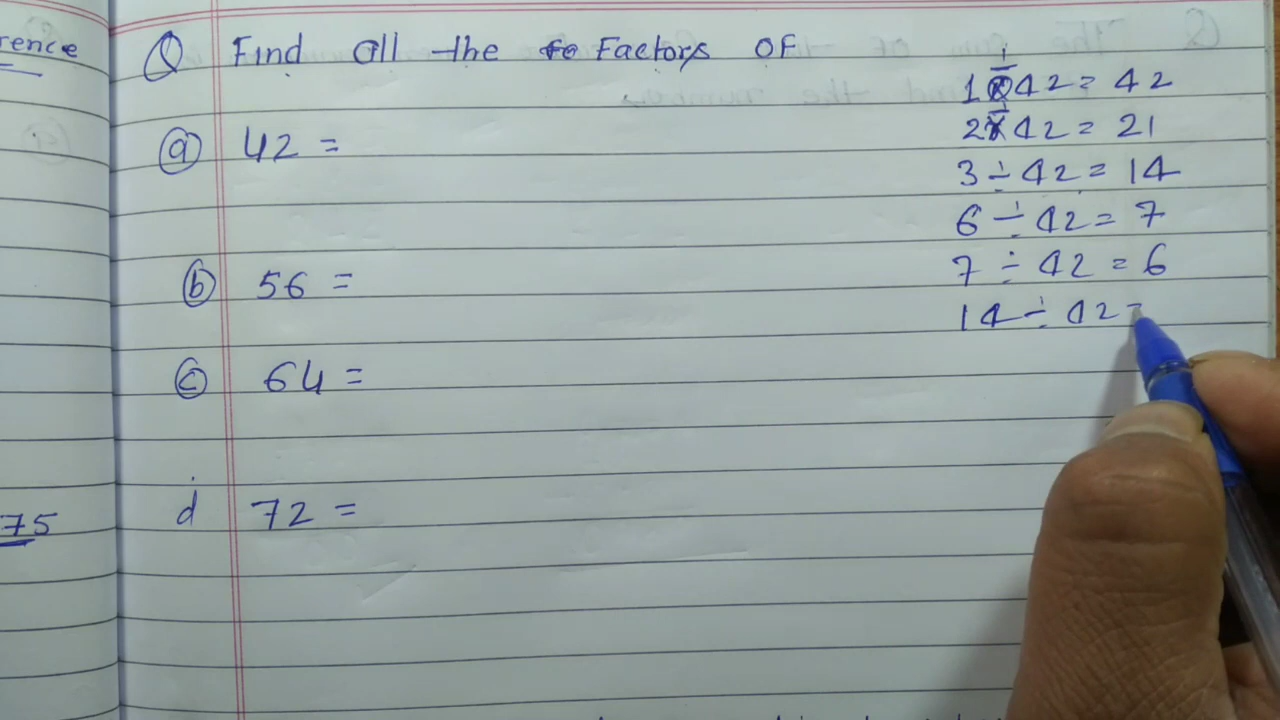 rence
Q Find all the Factors OF
1 ÷ 42 = 42
2 ÷ 42 = 21
a 42 =
3 ÷ 42 = 14
6 ÷ 42 = 7
7 ÷ 42 = 6
b 56 =
14 ÷ 42 =
c 64 =
d 72 =
75